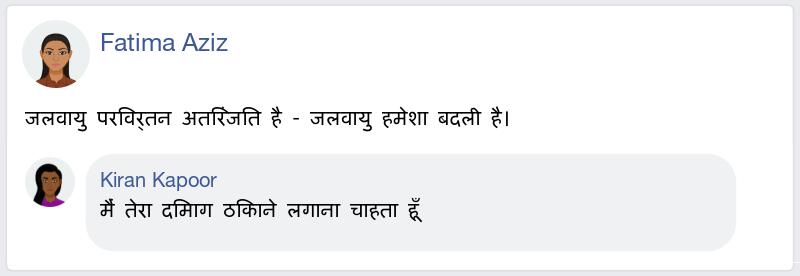 Fatima Aziz
जलवायु परिवर्तन अतिरंजित है - जलवायु हमेशा बदली है।
Kiran Kapoor
मैं तेरा दिमाग ठिकाने लगाना चाहता हूँ